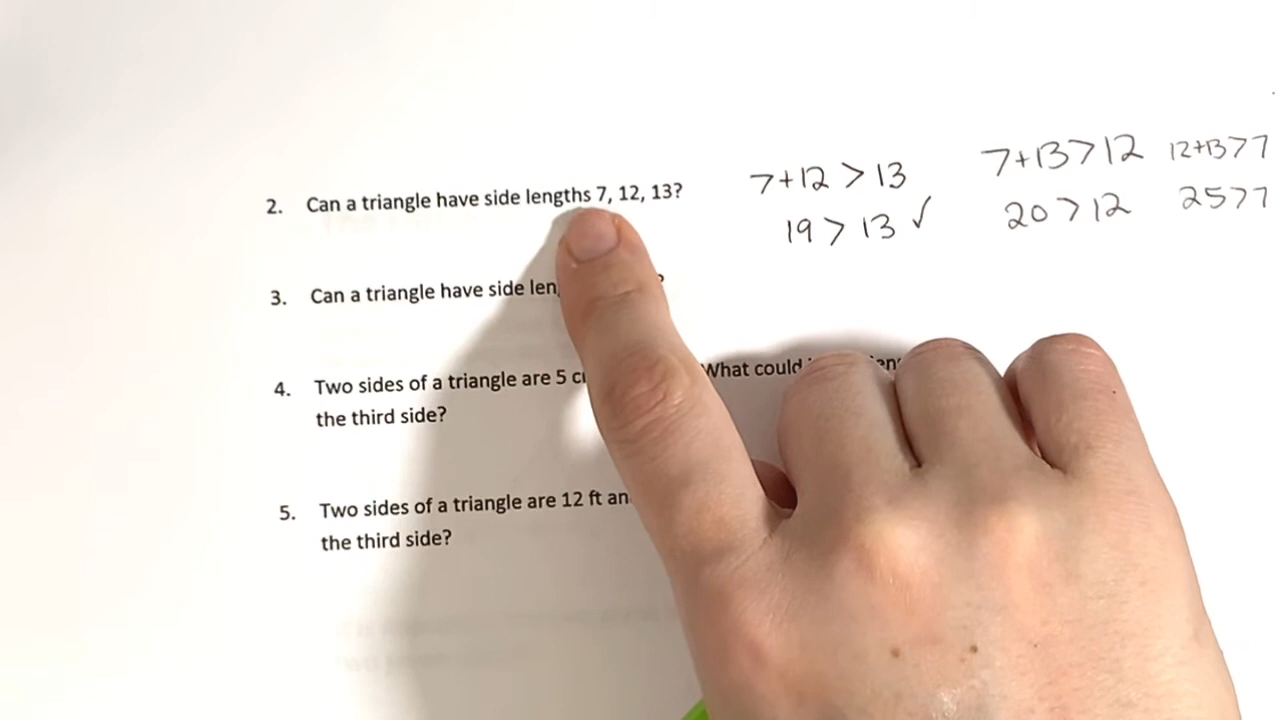 2. Can a triangle have side lengths 7, 12, 13?
7+12 > 13
19 > 13 ✓
7+13>12
20 > 12
12+13>7
25>7
3. Can a triangle have side
4. Two sides of a triangle are 5 What could
the third side?
5. Two sides of a triangle are 12 ft
the third side?